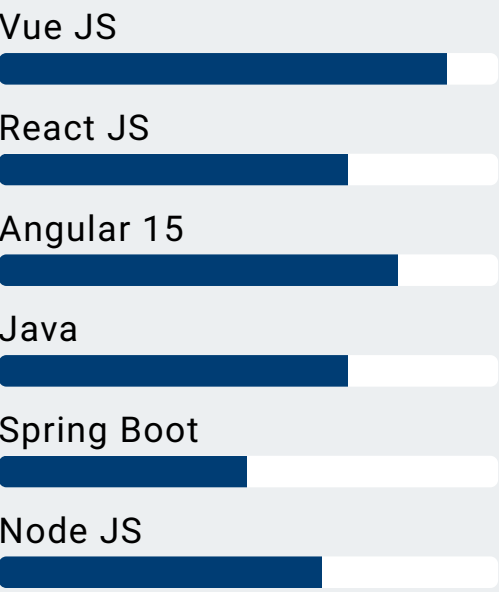 Vue JS
React JS
Angular 15
Java
Spring Boot
Node JS